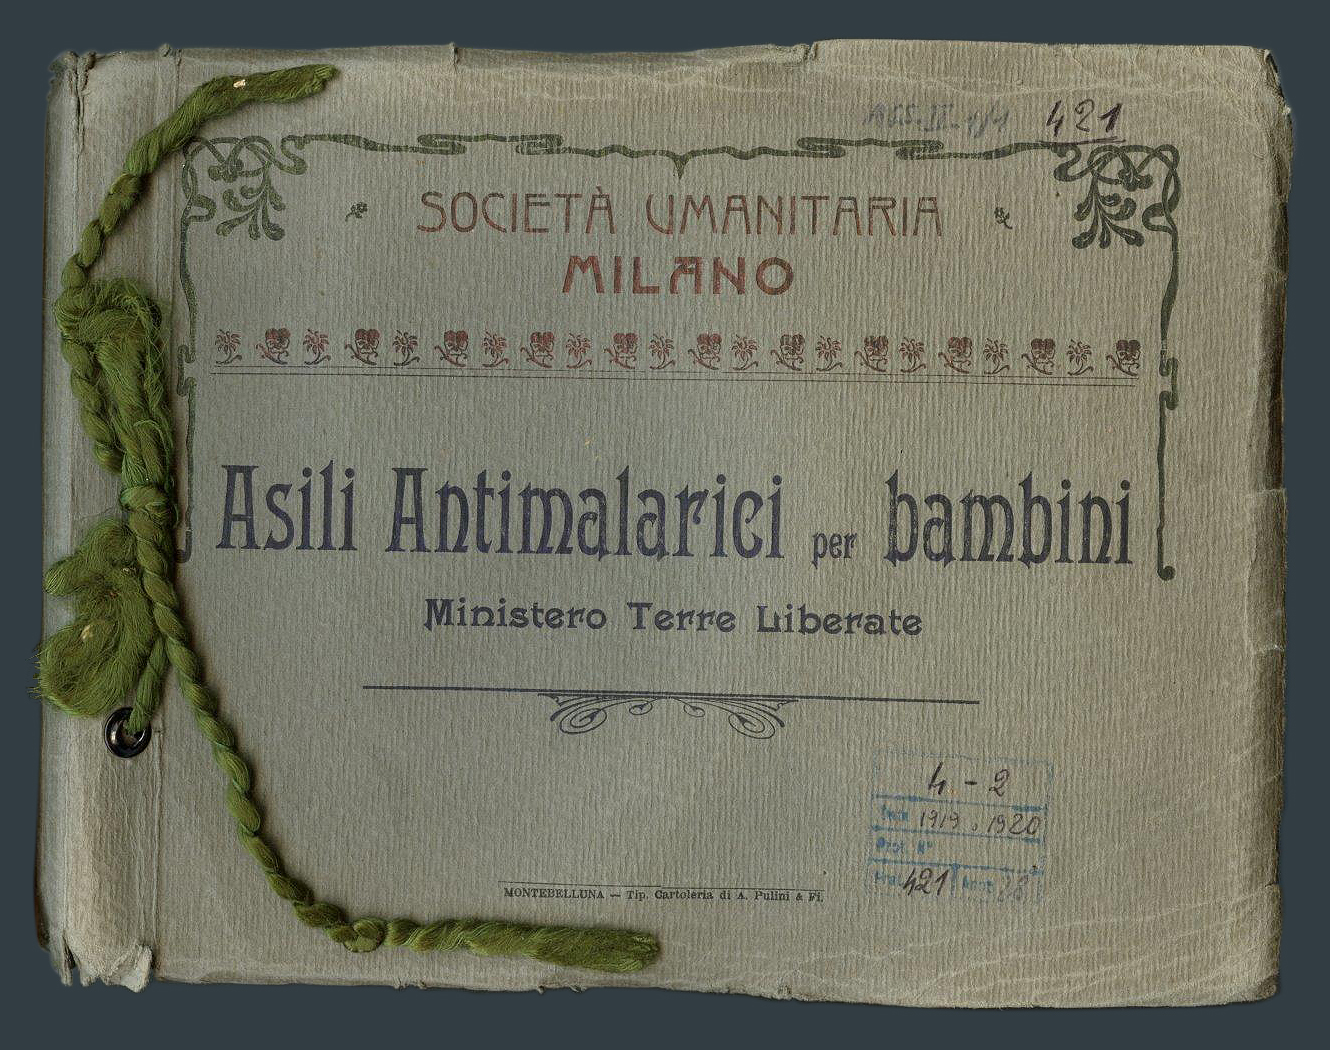 421
SOCIETÀ UMANITARIA
MILANO
Asili Antimalarici per bambini
Ministero Terre Liberate
4-2
1919 1920
Prot. N°
421
MONTEBELLUNA — Tip. Cartoleria di A. Pulini & Fi.